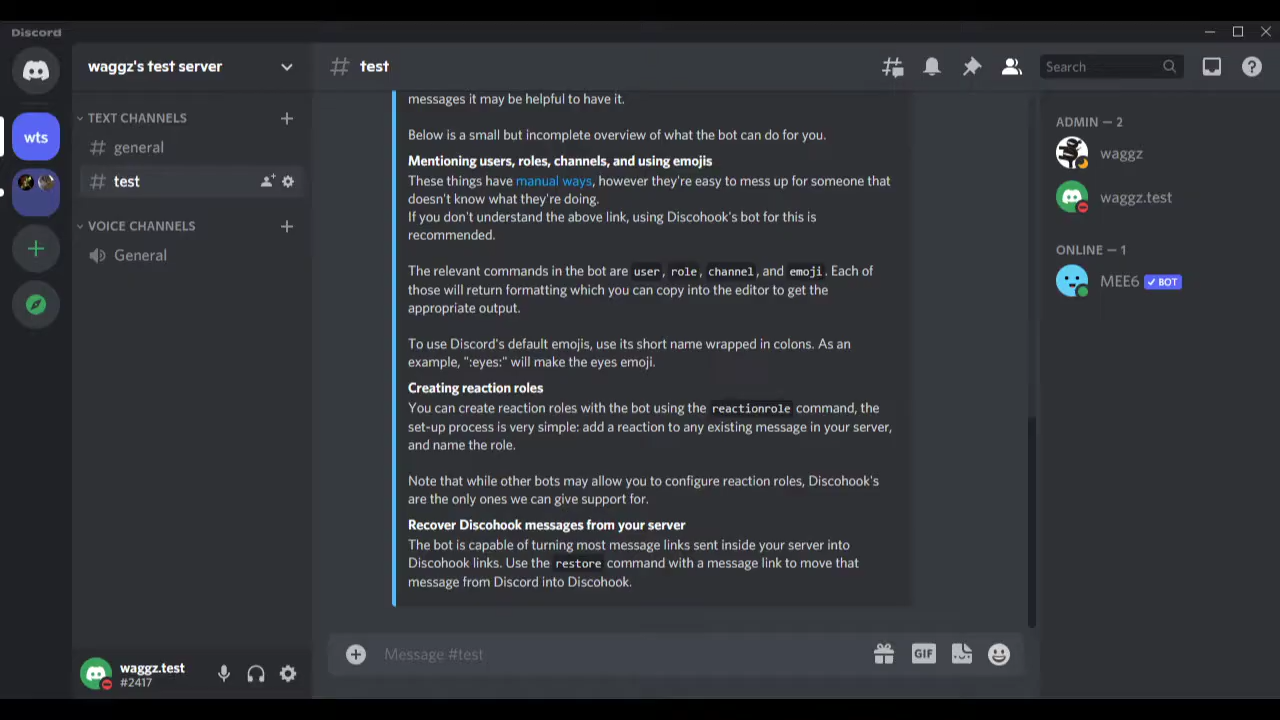 Discord
waggz's test server
test
Search
TEXT CHANNELS
general
test
VOICE CHANNELS
General
wts
messages it may be helpful to have it.
Below is a small but incomplete overview of what the bot can do for you.
Mentioning users, roles, channels, and using emojis
These things have manual ways, however they're easy to mess up for someone that
doesn't know what they're doing.
If you don't understand the above link, using Discohook's bot for this is
recommended.
The relevant commands in the bot are user, role, channel, and emoji. Each of
those will return formatting which you can copy into the editor to get the
appropriate output.
To use Discord's default emojis, use its short name wrapped in colons. As an
example, ":eyes:" will make the eyes emoji.
Creating reaction roles
You can create reaction roles with the bot using the reactionrole command, the
set-up process is very simple: add a reaction to any existing message in your server,
and name the role.
Note that while other bots may allow you to configure reaction roles, Discohook's
are the only ones we can give support for.
Recover Discohook messages from your server
The bot is capable of turning most message links sent inside your server into
Discohook links. Use the restore command with a message link to move that
message from Discord into Discohook.
Message #test
GIF
ADMIN — 2
waggz
waggz.test
ONLINE — 1
MEE6 ✓ BOT
waggz.test
#2417